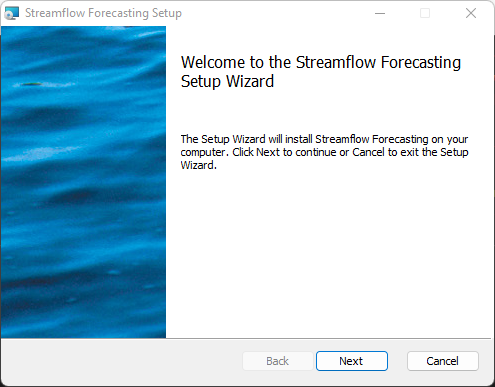 Streamflow Forecasting Setup
Welcome to the Streamflow Forecasting
Setup Wizard
The Setup Wizard will install Streamflow Forecasting on your
computer. Click Next to continue or Cancel to exit the Setup
Wizard.
Back
Next
Cancel